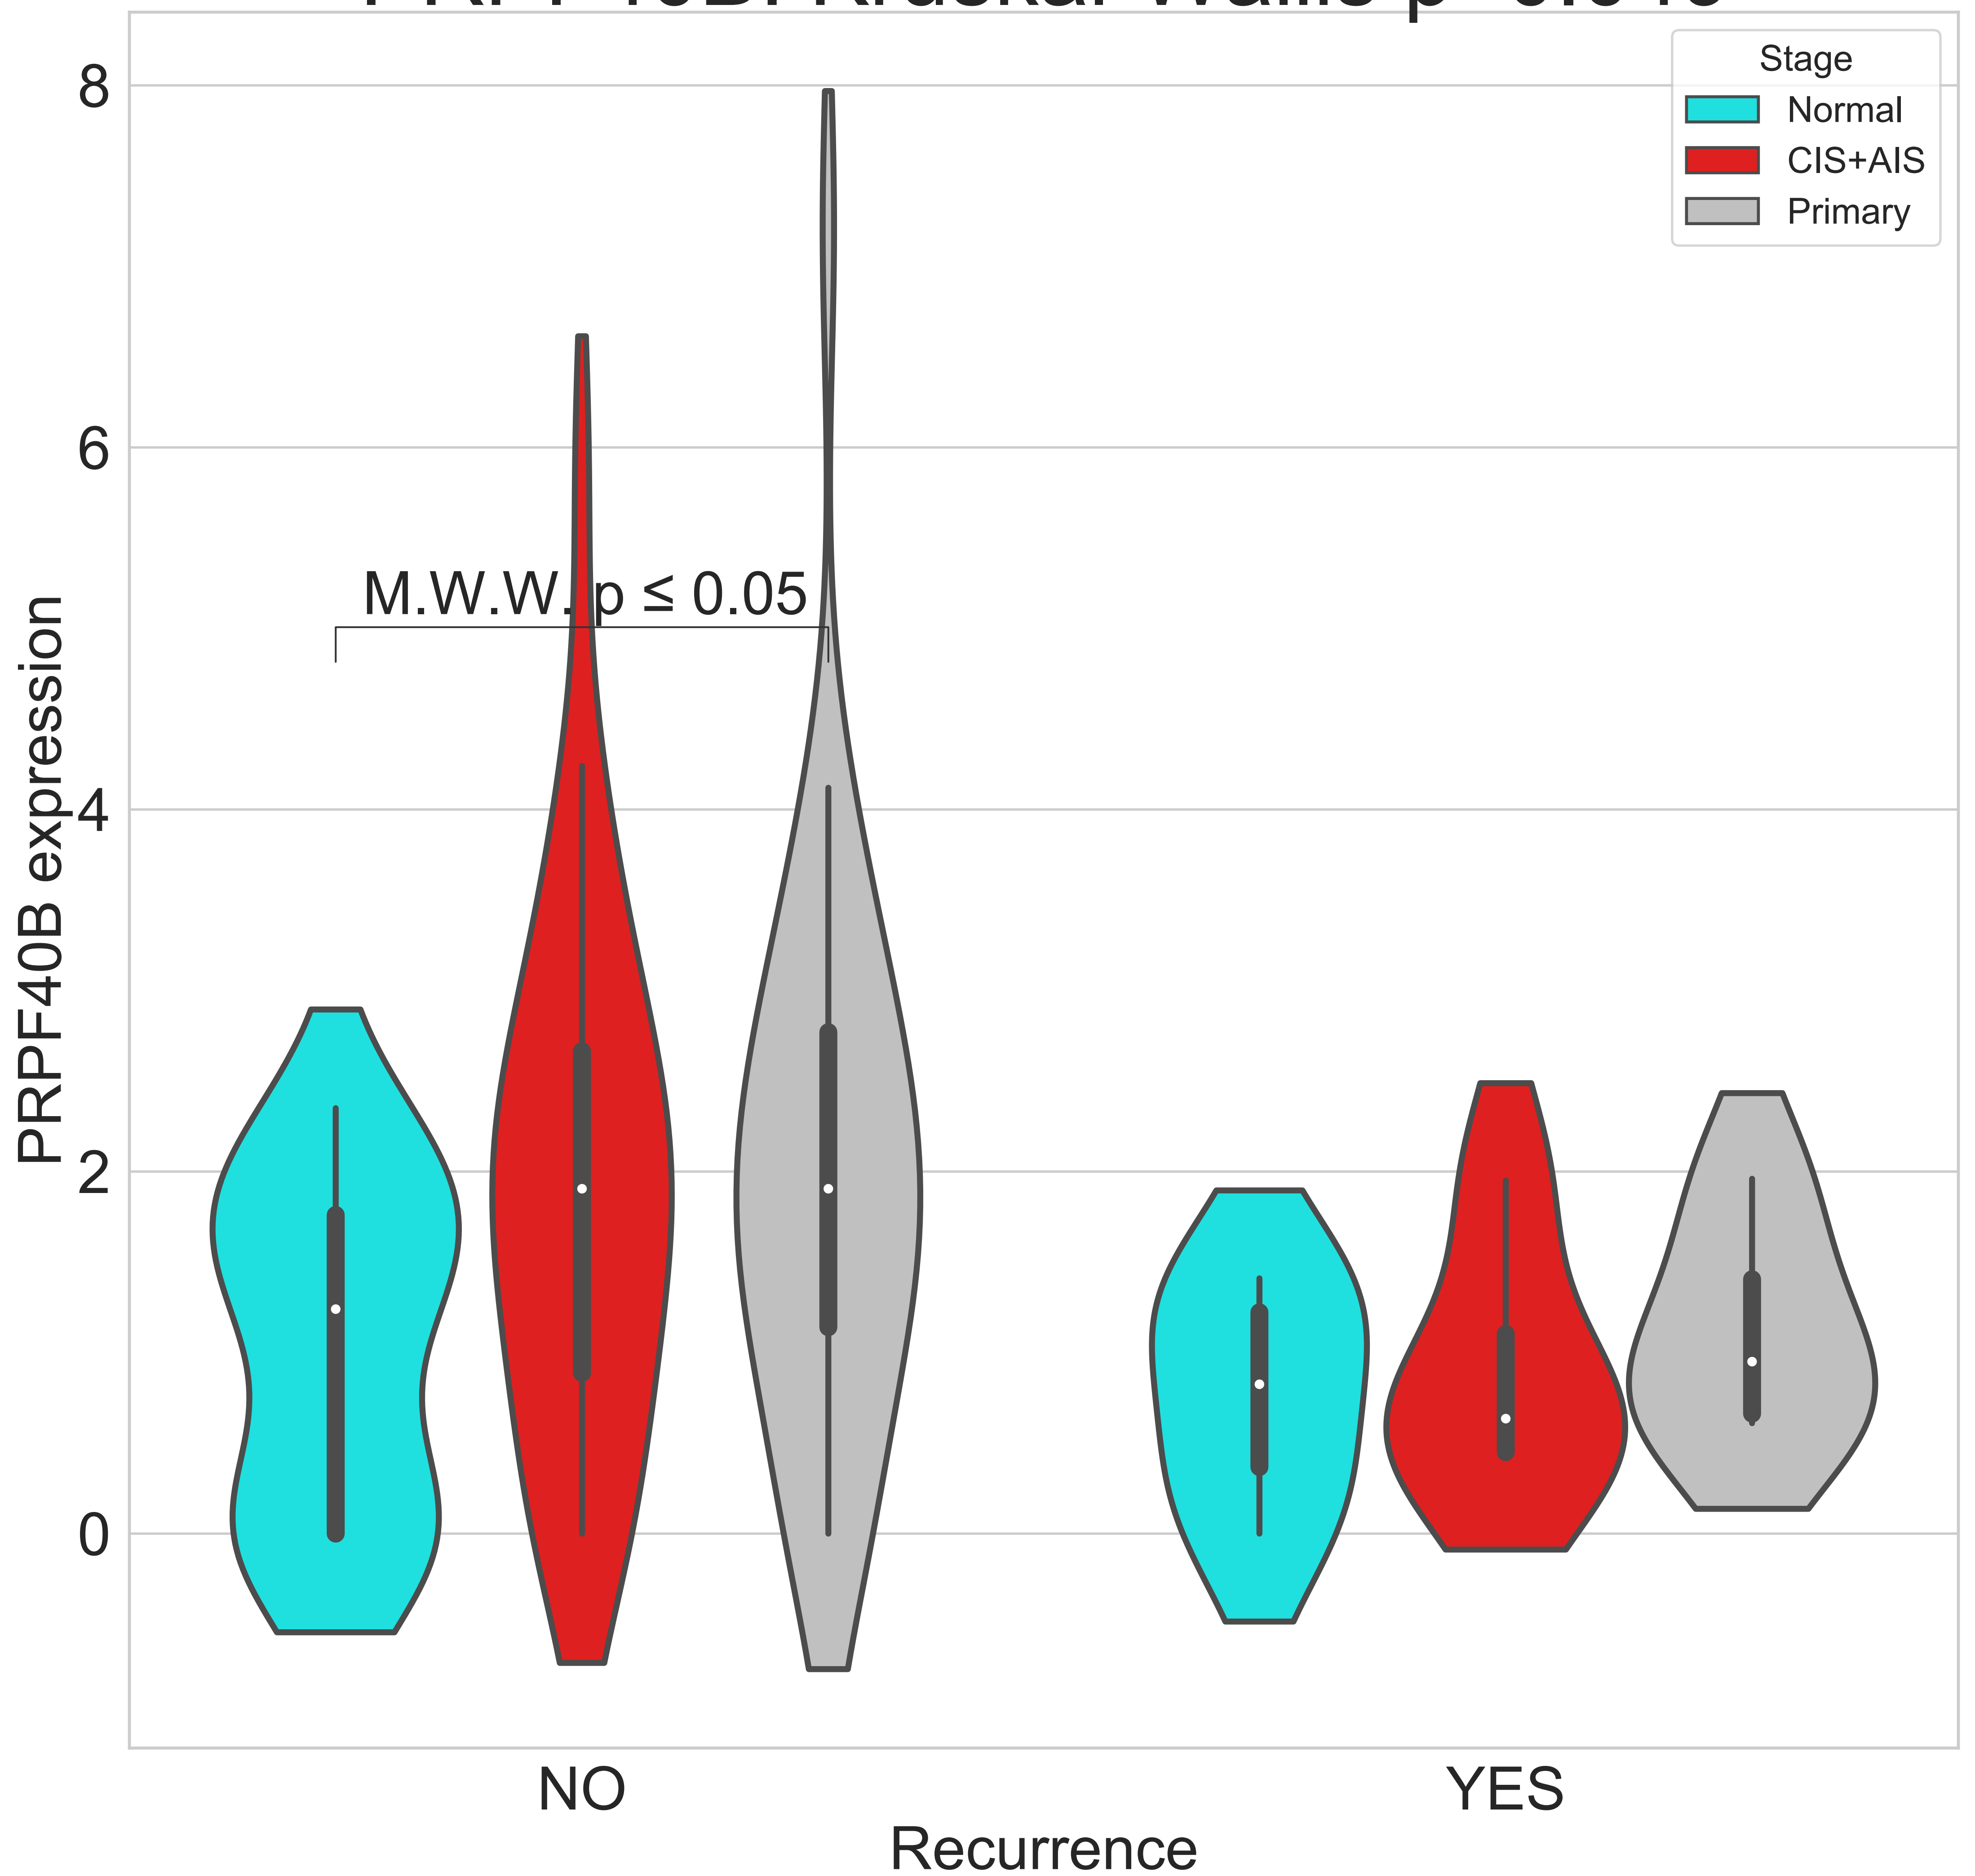 Stage
Normal
CIS+AIS
Primary
8
6
4
2
0
M.W.W. p ≤ 0.05
PRPF40B expression
NO
YES
Recurrence